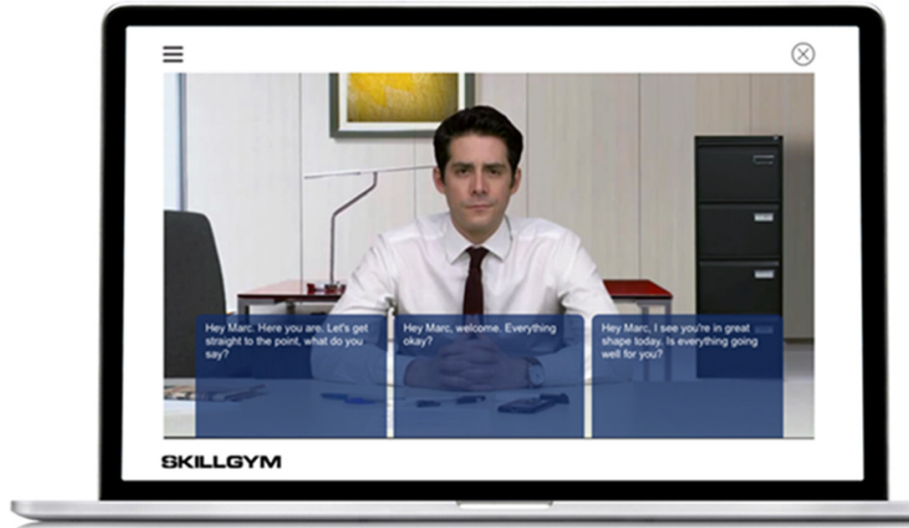 Hey Marc. Here you are. Let's get
straight to the point, what do you
say?
Hey Marc, welcome. Everything
okay?
Hey Marc, I see you're in great
shape today. Is everything going
well for you?
SKILLGYM